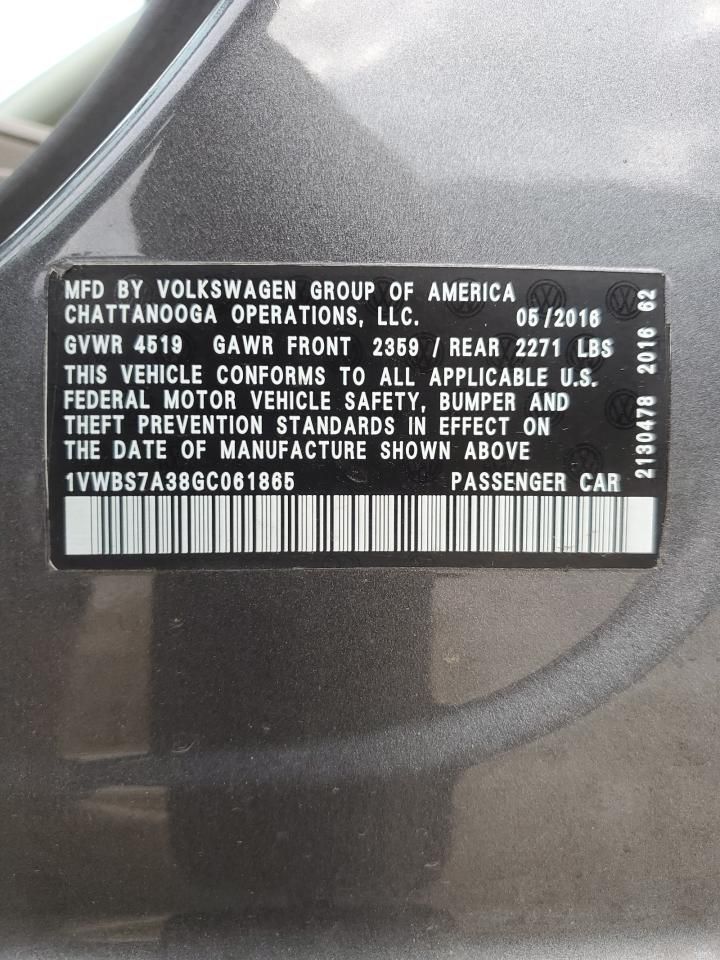 MFD BY VOLKSWAGEN GROUP OF AMERICA
CHATTANOOGA OPERATIONS, LLC. 05/2016
GVWR 4519 GAWR FRONT 2359 / REAR 2271 LBS
THIS VEHICLE CONFORMS TO ALL APPLICABLE U.S.
FEDERAL MOTOR VEHICLE SAFETY, BUMPER AND
THEFT PREVENTION STANDARDS IN EFFECT ON
THE DATE OF MANUFACTURE SHOWN ABOVE
1VWBS7A38GC061865 PASSENGER CAR
2130478 2016 62